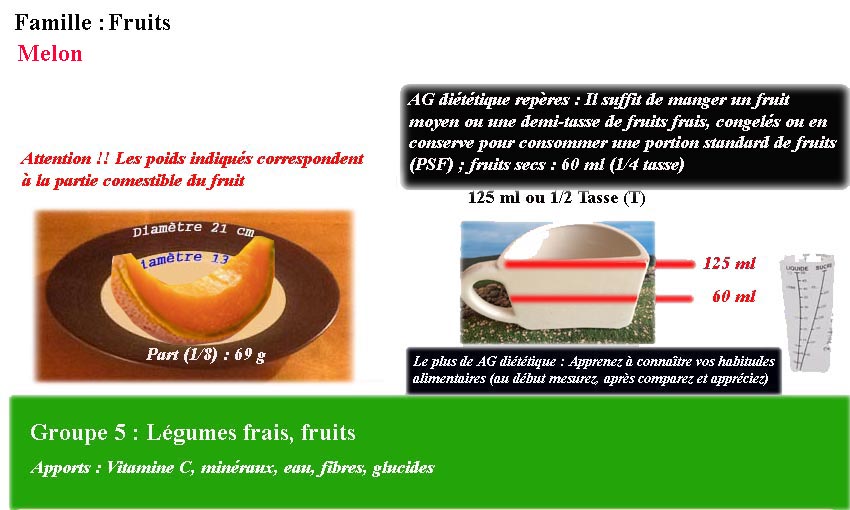 Famille : Fruits
Melon
AG diététique repères : Il suffit de manger un fruit
moyen ou une demi-tasse de fruits frais, congelés ou en
conserve pour consommer une portion standard de fruits
(PSF) ; fruits secs : 60 ml (1/4 tasse)
Attention !! Les poids indiqués correspondent
à la partie comestible du fruit
125 ml ou 1/2 Tasse (T)
Diamètre 21 cm
iamètre 13
Part (1/8) : 69 g
125 ml
60 ml
LIQUIDE SUCRE
Le plus de AG diététique : Apprenez à connaître vos habitudes
alimentaires (au début mesurez, après comparez et appréciez)
Groupe 5 : Légumes frais, fruits
Apports : Vitamine C, minéraux, eau, fibres, glucides